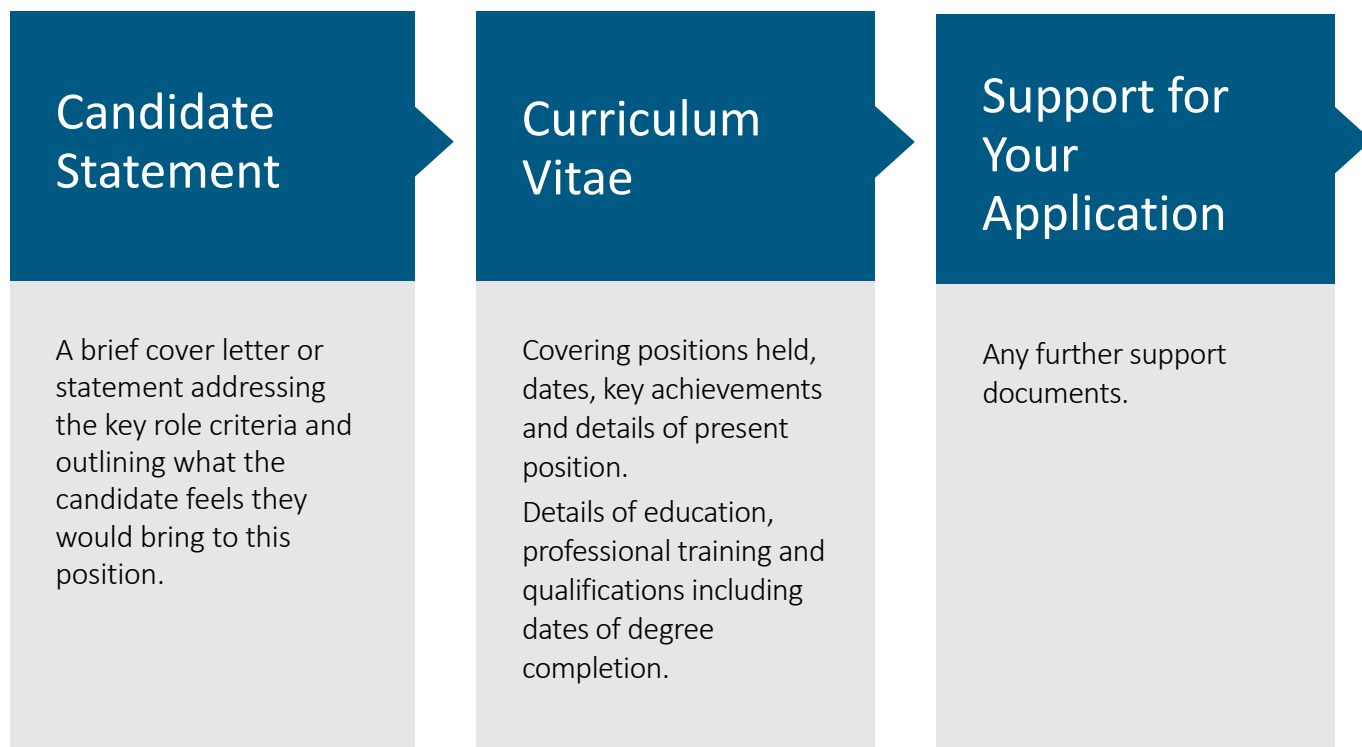 Candidate
Statement
A brief cover letter or
statement addressing
the key role criteria and
outlining what the
candidate feels they
would bring to this
position.
Curriculum
Vitae
Covering positions held,
dates, key achievements
and details of present
position.
Details of education,
professional training and
qualifications including
dates of degree
completion.
Support for
Your
Application
Any further support
documents.